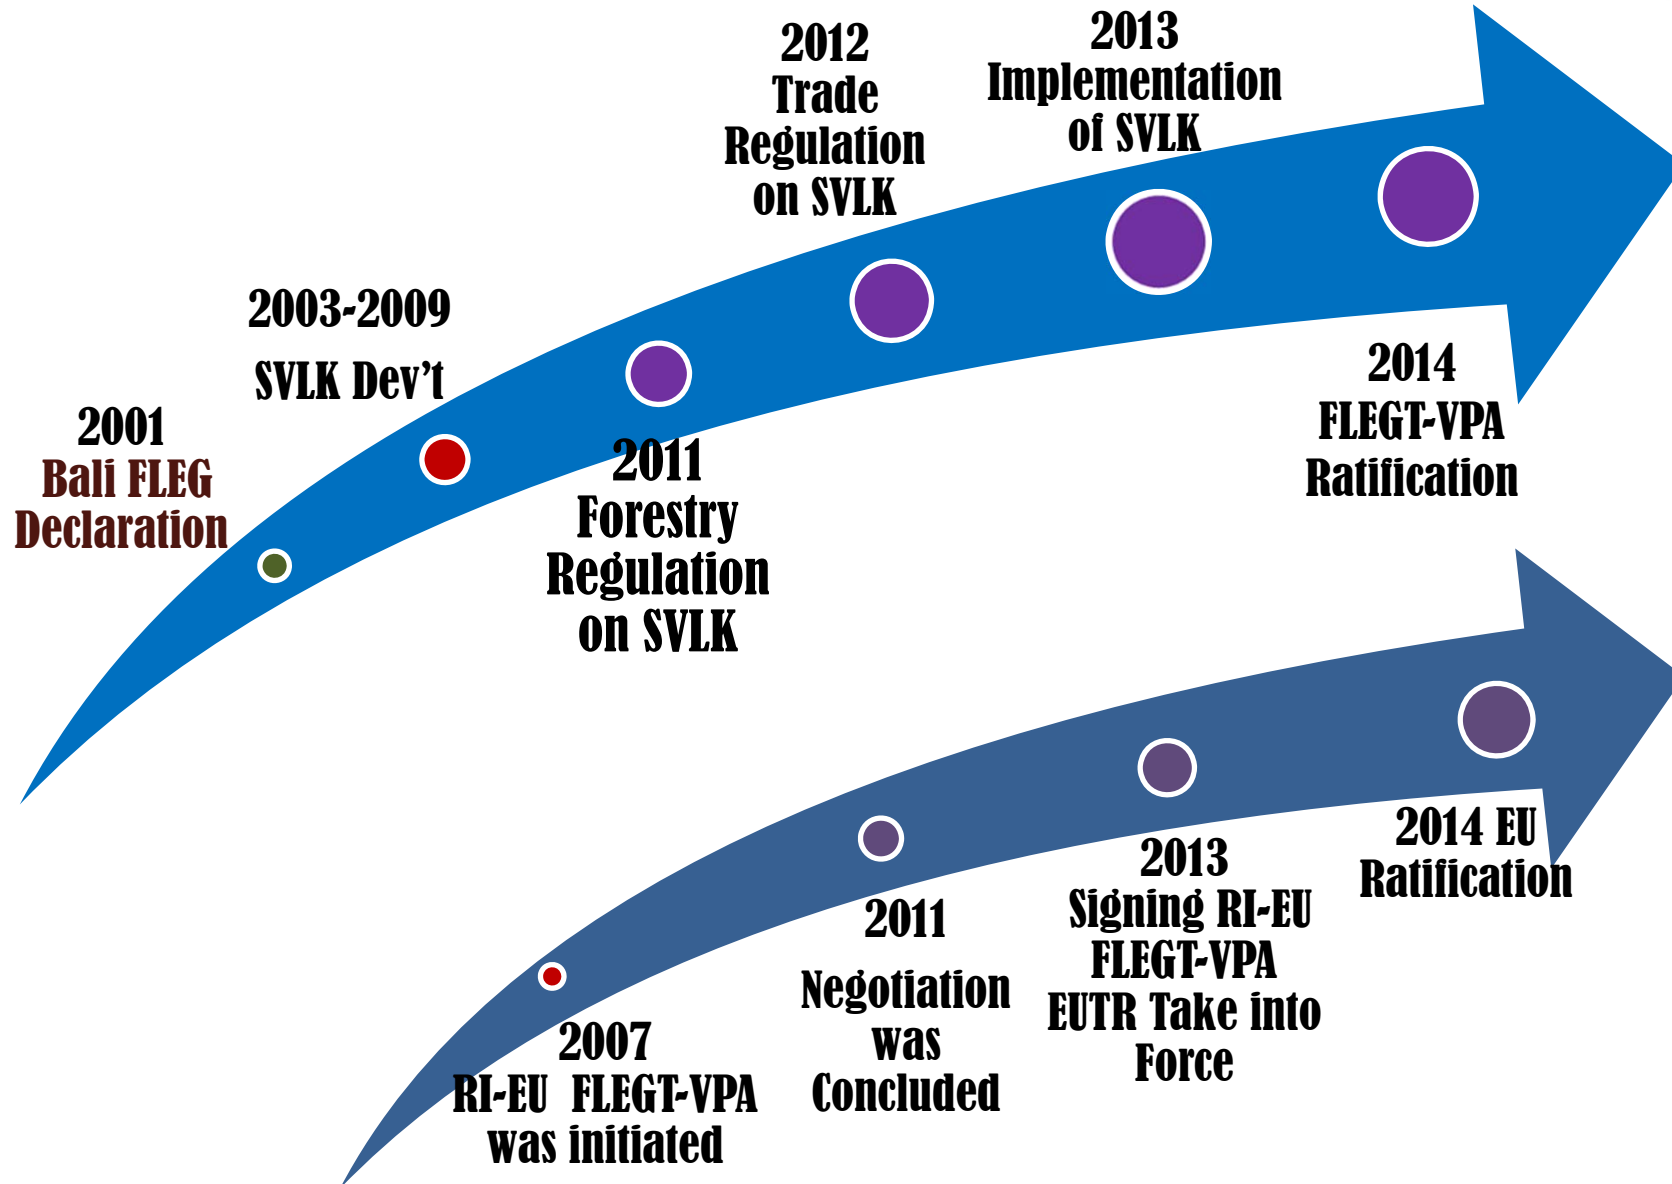 2001
Bali FLEG
Declaration
2003-2009
SVLK Dev't
2011
Forestry
Regulation
on SVLK
2012
Trade
Regulation
on SVLK
2013
Implementation
of SVLK
2014
FLEGT-VPA
Ratification
2007
RI-EU FLEGT-VPA
was initiated
2011
Negotiation
was
Concluded
2013
Signing RI-EU
FLEGT-VPA
EUTR Take into
Force
2014 EU
Ratification